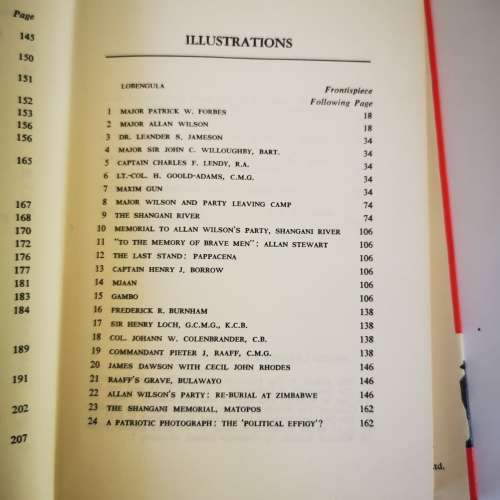 Page
145
150
151
152
153
156
156
165
167
168
170
172
176
177
181
183
184
189
191
202
207
ILLUSTRATIONS
LOBENGULA Frontispiece
Following Page
1 MAJOR PATRICK W. FORBES 18
2 MAJOR ALLAN WILSON 18
3 DR. LEANDER S. JAMESON 34
4 MAJOR SIR JOHN C. WILLOUGHBY, BART. 34
5 CAPTAIN CHARLES F. LENDY, R.A. 34
6 LT.-COL. H. GOOLD-ADAMS, C.M.G. 34
7 MAXIM GUN 34
8 MAJOR WILSON AND PARTY LEAVING CAMP 74
9 THE SHANGANI RIVER 74
10 MEMORIAL TO ALLAN WILSON'S PARTY, SHANGANI RIVER 106
11 "TO THE MEMORY OF BRAVE MEN": ALLAN STEWART 106
12 THE LAST STAND: PAPPACENA 106
13 CAPTAIN HENRY J. BORROW 106
14 MJAAN 106
15 GAMBO 106
16 FREDERICK R. BURNHAM 138
17 SIR HENRY LOCH, G.C.M.G., K.C.B. 138
18 COL. JOHANN W. COLENBRANDER, C.B. 138
19 COMMANDANT PIETER J. RAAFF, C.M.G. 138
20 JAMES DAWSON WITH CECIL JOHN RHODES 146
21 RAAFF'S GRAVE, BULAWAYO 146
22 ALLAN WILSON'S PARTY: RE-BURIAL AT ZIMBABWE 146
23 THE SHANGANI MEMORIAL, MATOPOS 162
24 A PATRIOTIC PHOTOGRAPH: THE 'POLITICAL EFFIGY'? 162
Ltd.